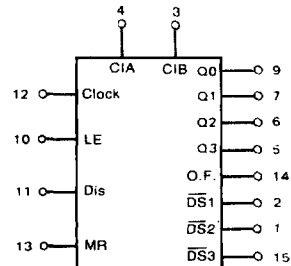 4 3
CIA CIB
12 Clock Q0 9
Q1 7
10 LE Q2 6
Q3 5
11 Dis O.F. 14
DS1 2
DS2 1
13 MR DS3 15